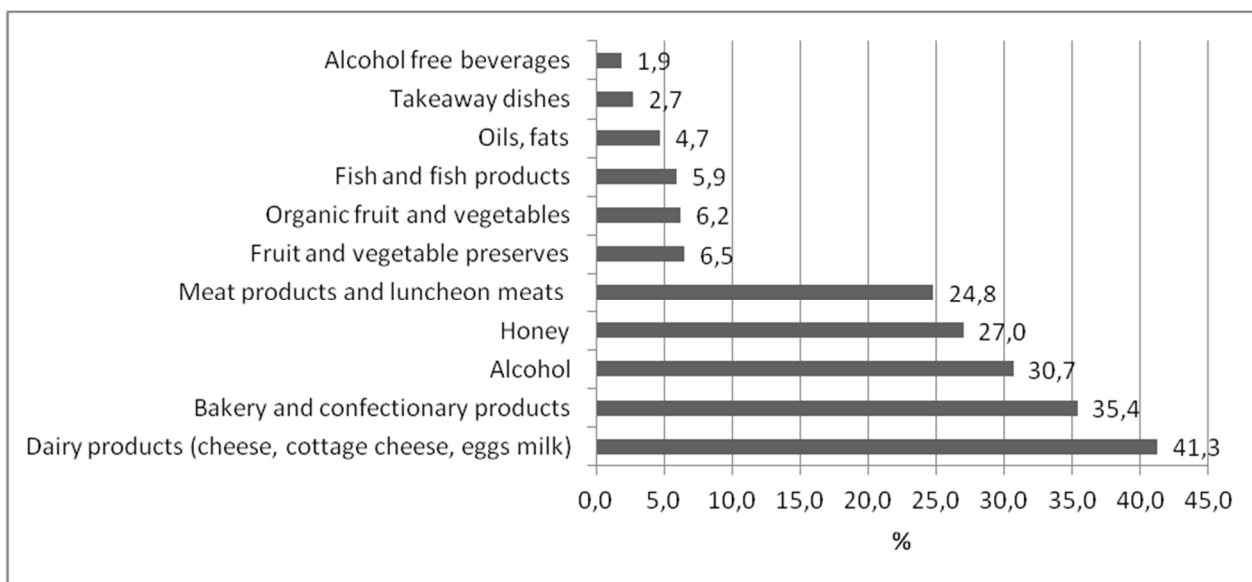 Alcohol free beverages 1,9
Takeaway dishes 2,7
Oils, fats 4,7
Fish and fish products 5,9
Organic fruit and vegetables 6,2
Fruit and vegetable preserves 6,5
Meat products and luncheon meats 24,8
Honey 27,0
Alcohol 30,7
Bakery and confectionary products 35,4
Dairy products (cheese, cottage cheese, eggs milk) 41,3
0,0 5,0 10,0 15,0 20,0 25,0 30,0 35,0 40,0 45,0
%